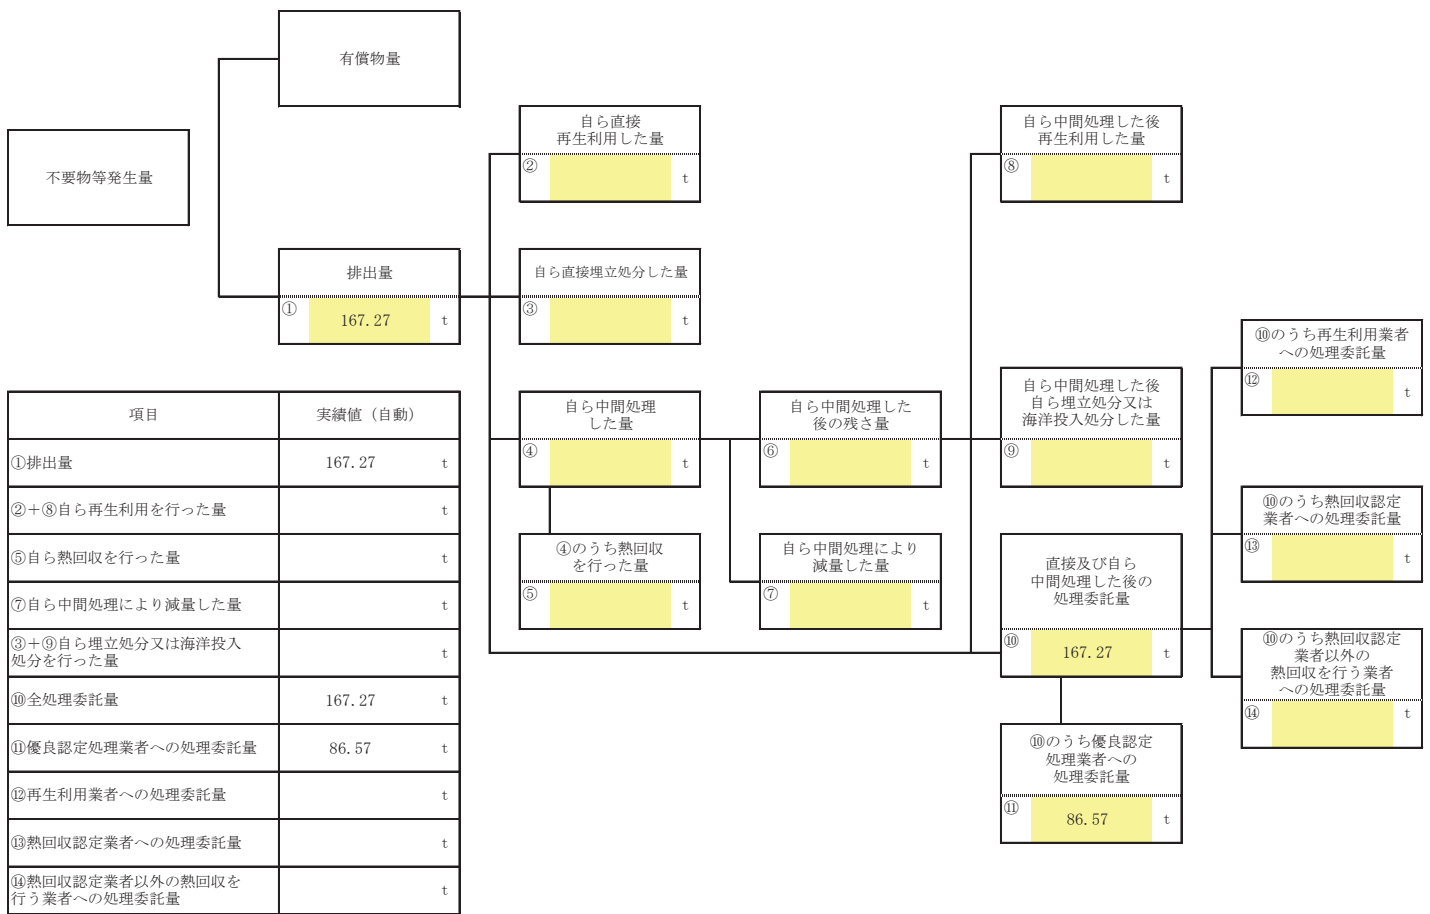 有償物量
不要物等発生量
排出量
①
167.27
t
自ら直接
再生利用した量
②
t
自ら直接埋立処分した量
③
t
自ら中間処理
した量
④
t
④のうち熱回収
を行った量
⑤
t
自ら中間処理した
後の残さ量
⑥
t
自ら中間処理により
減量した量
⑦
t
自ら中間処理した後
再生利用した量
⑧
t
自ら中間処理した後
自ら埋立処分又は
海洋投入処分した量
⑨
t
直接及び自ら
中間処理した後の
処理委託量
⑩
167.27
t
⑩のうち優良認定
処理業者への
処理委託量
⑪
86.57
t
⑩のうち再生利用業者
への処理委託量
⑫
t
⑩のうち熱回収認定
業者への処理委託量
⑬
t
⑩のうち熱回収認定
業者以外の
熱回収を行う業者
への処理委託量
⑭
t
項目 実績値（自動）
①排出量 167.27 t
②＋⑧自ら再生利用を行った量 t
⑤自ら熱回収を行った量 t
⑦自ら中間処理により減量した量 t
③＋⑨自ら埋立処分又は海洋投入
処分を行った量 t
⑩全処理委託量 167.27 t
⑪優良認定処理業者への処理委託量 86.57 t
⑫再生利用業者への処理委託量 t
⑬熱回収認定業者への処理委託量 t
⑭熱回収認定業者以外の熱回収を
行う業者への処理委託量 t